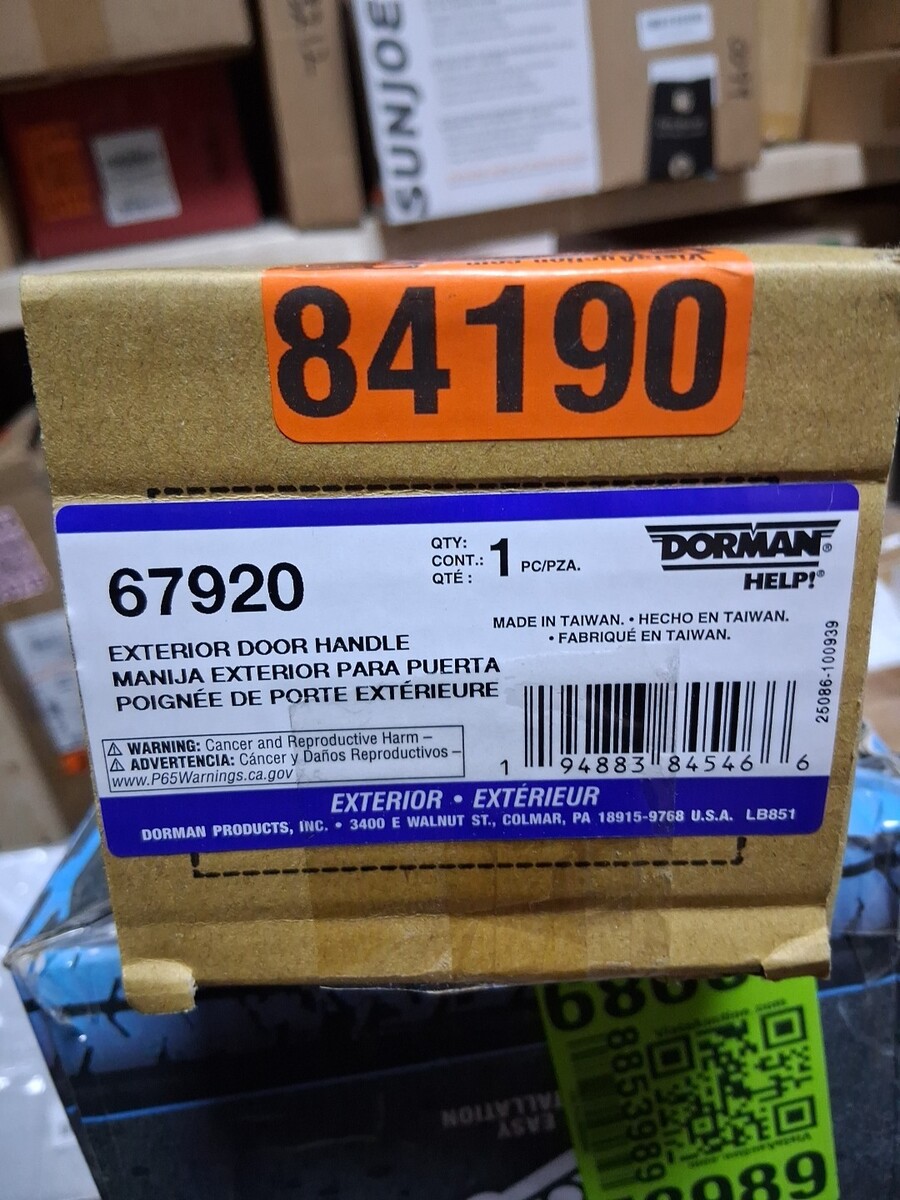 SUNJOE
VistaAuction.com
84190
67920
QTY:
CONT.:
QTÉ :
1 PC/PZA.
DORMAN®
HELP!®
MADE IN TAIWAN. • HECHO EN TAIWAN.
• FABRIQUÉ EN TAIWAN.
EXTERIOR DOOR HANDLE
MANIJA EXTERIOR PARA PUERTA
POIGNÉE DE PORTE EXTÉRIEURE
25086-100939
⚠ WARNING: Cancer and Reproductive Harm –
⚠ ADVERTENCIA: Cáncer y Daños Reproductivos –
www.P65Warnings.ca.gov
1 94883 84546 6
EXTERIOR • EXTÉRIEUR
DORMAN PRODUCTS, INC. • 3400 E WALNUT ST., COLMAR, PA 18915-9768 U.S.A. LB851
8853989
EASY